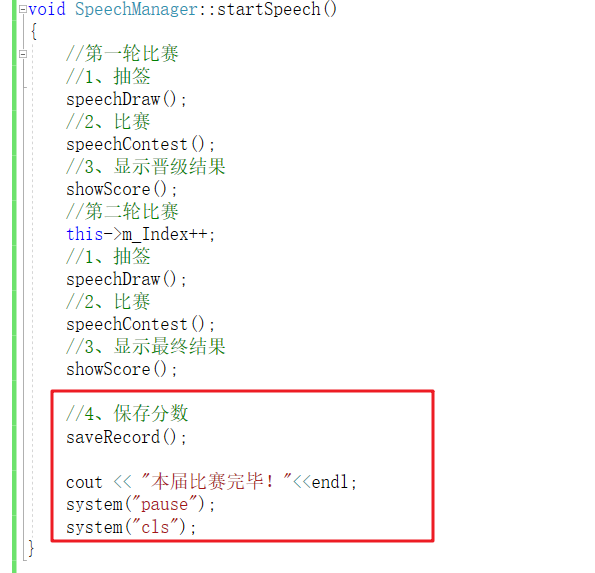 void SpeechManager::startSpeech()
{
//第一轮比赛
//1、抽签
speechDraw();
//2、比赛
speechContest();
//3、显示晋级结果
showScore();
//第二轮比赛
this->m_Index++;
//1、抽签
speechDraw();
//2、比赛
speechContest();
//3、显示最终结果
showScore();
//4、保存分数
saveRecord();
cout << "本届比赛完毕！"<<endl;
system("pause");
system("cls");
}